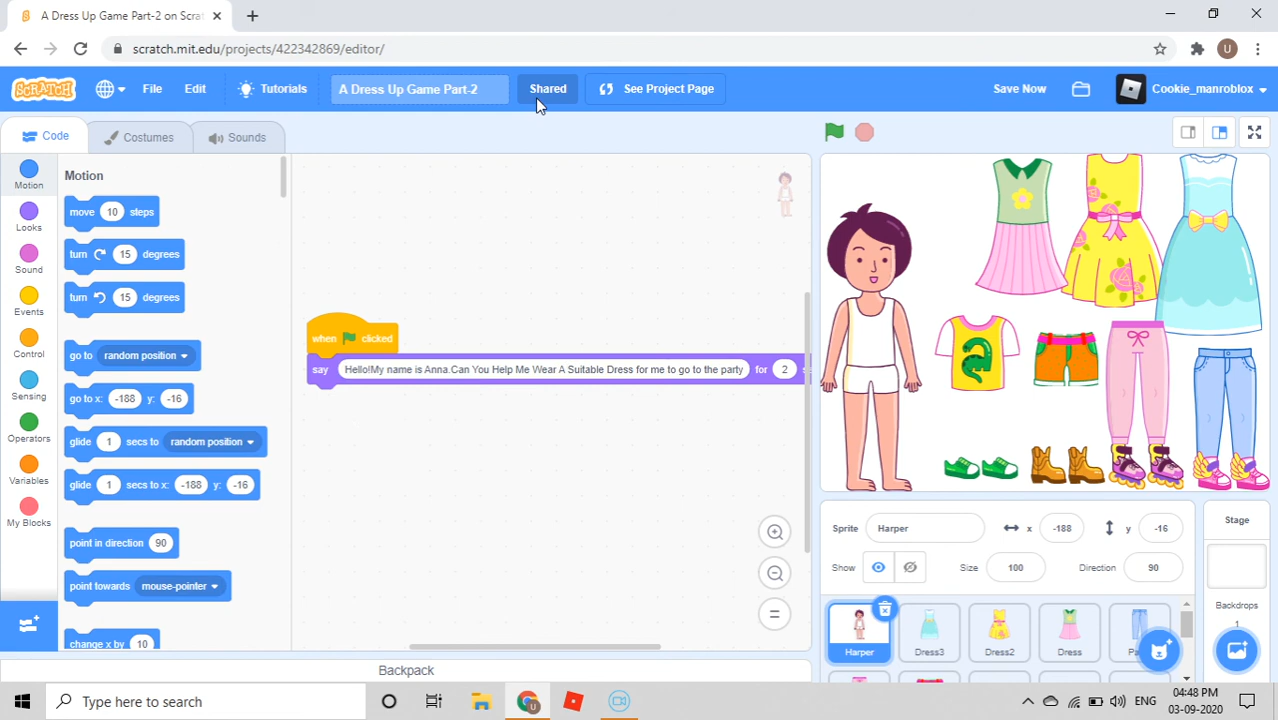 A Dress Up Game Part-2 on Scrat
scratch.mit.edu/projects/422342869/editor/
U
SCRATCH
File
Edit
Tutorials
A Dress Up Game Part-2
Shared
See Project Page
Save Now
Cookie_manroblox
Code
Costumes
Sounds
Motion
Looks
Sound
Events
Control
Sensing
Operators
Variables
My Blocks
Motion
move 10 steps
turn 15 degrees
turn 15 degrees
go to random position
go to x: -188 y: -16
glide 1 secs to random position
glide 1 secs to x: -188 y: -16
point in direction 90
point towards mouse-pointer
change x by 10
when clicked
say Hello!My name is Anna.Can You Help Me Wear A Suitable Dress for me to go to the party for 2 s
Backpack
Sprite Harper x -188 y -16
Show Size 100 Direction 90
Harper
Dress3
Dress2
Dress
Pa
Stage
Backdrops
1
Type here to search
U
ENG
04:48 PM
03-09-2020